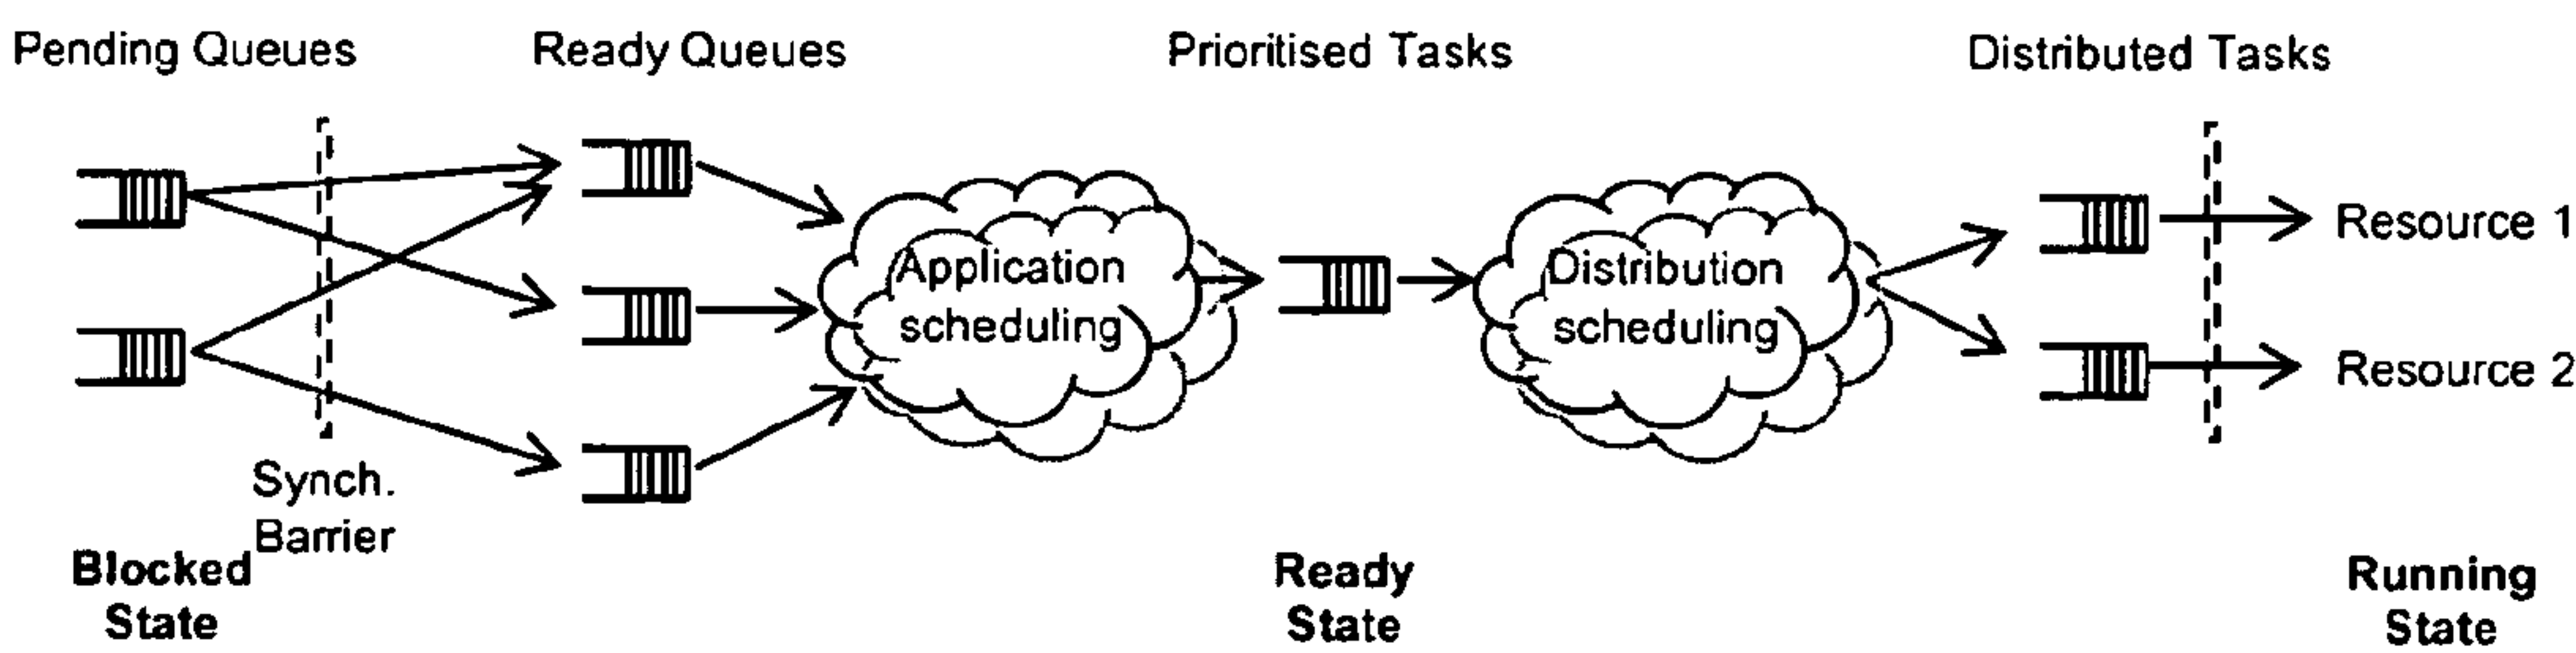 Pending Queues
Ready Queues
Prioritised Tasks
Distributed Tasks
Application
scheduling
Distribution
scheduling
Resource 1
Resource 2
Synch.
Barrier
Blocked
State
Ready
State
Running
State